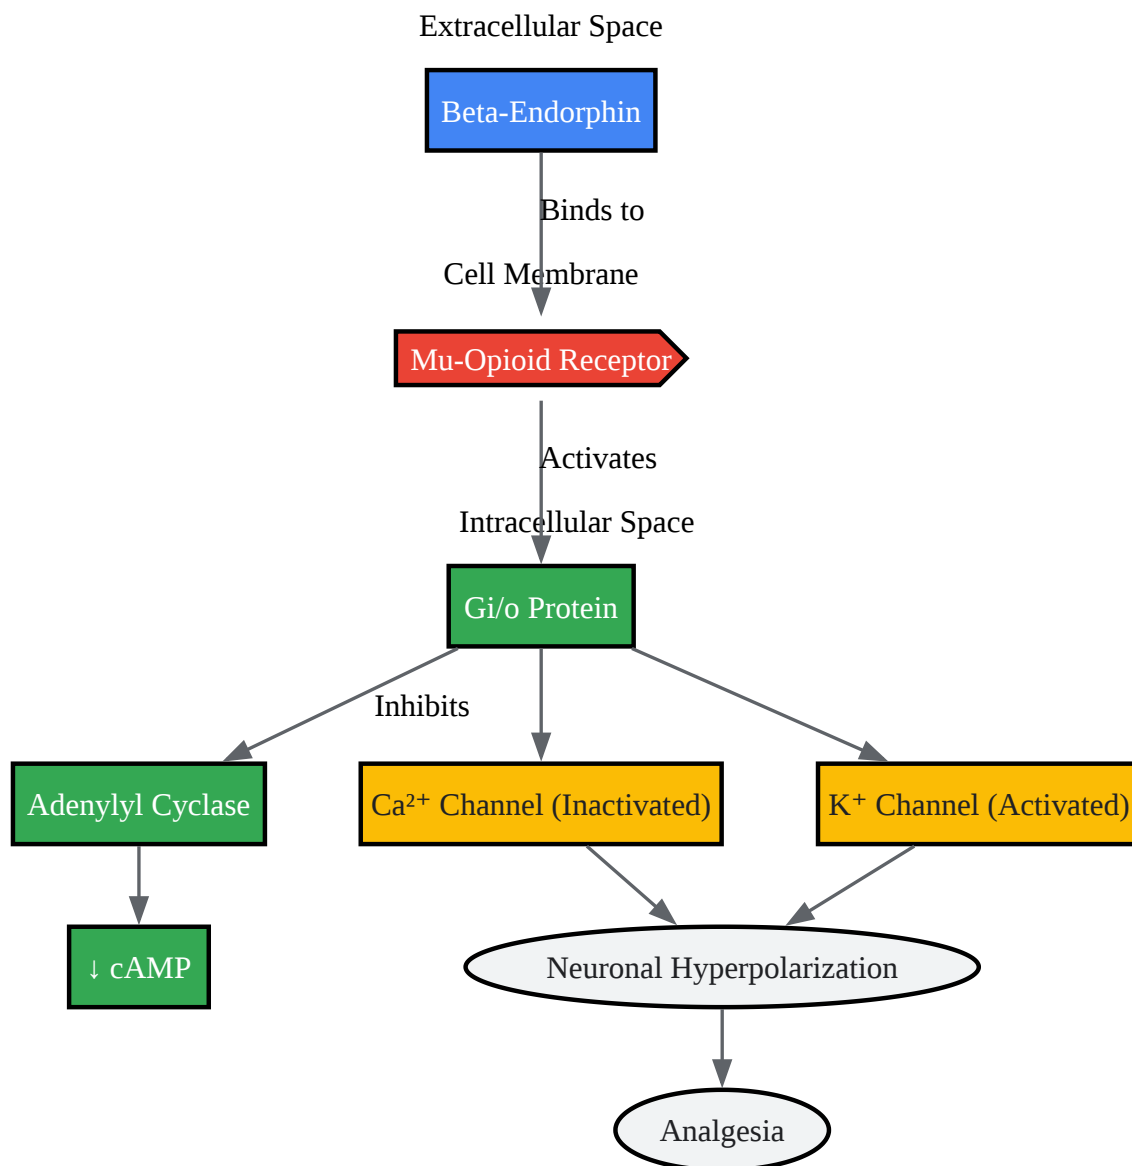 Extracellular Space
Beta-Endorphin
Binds to
Cell Membrane
Mu-Opioid Receptor
Activates
Intracellular Space
Gi/o Protein
Inhibits
Adenylyl Cyclase
Ca²⁺ Channel (Inactivated)
K⁺ Channel (Activated)
↓ cAMP
Neuronal Hyperpolarization
Analgesia